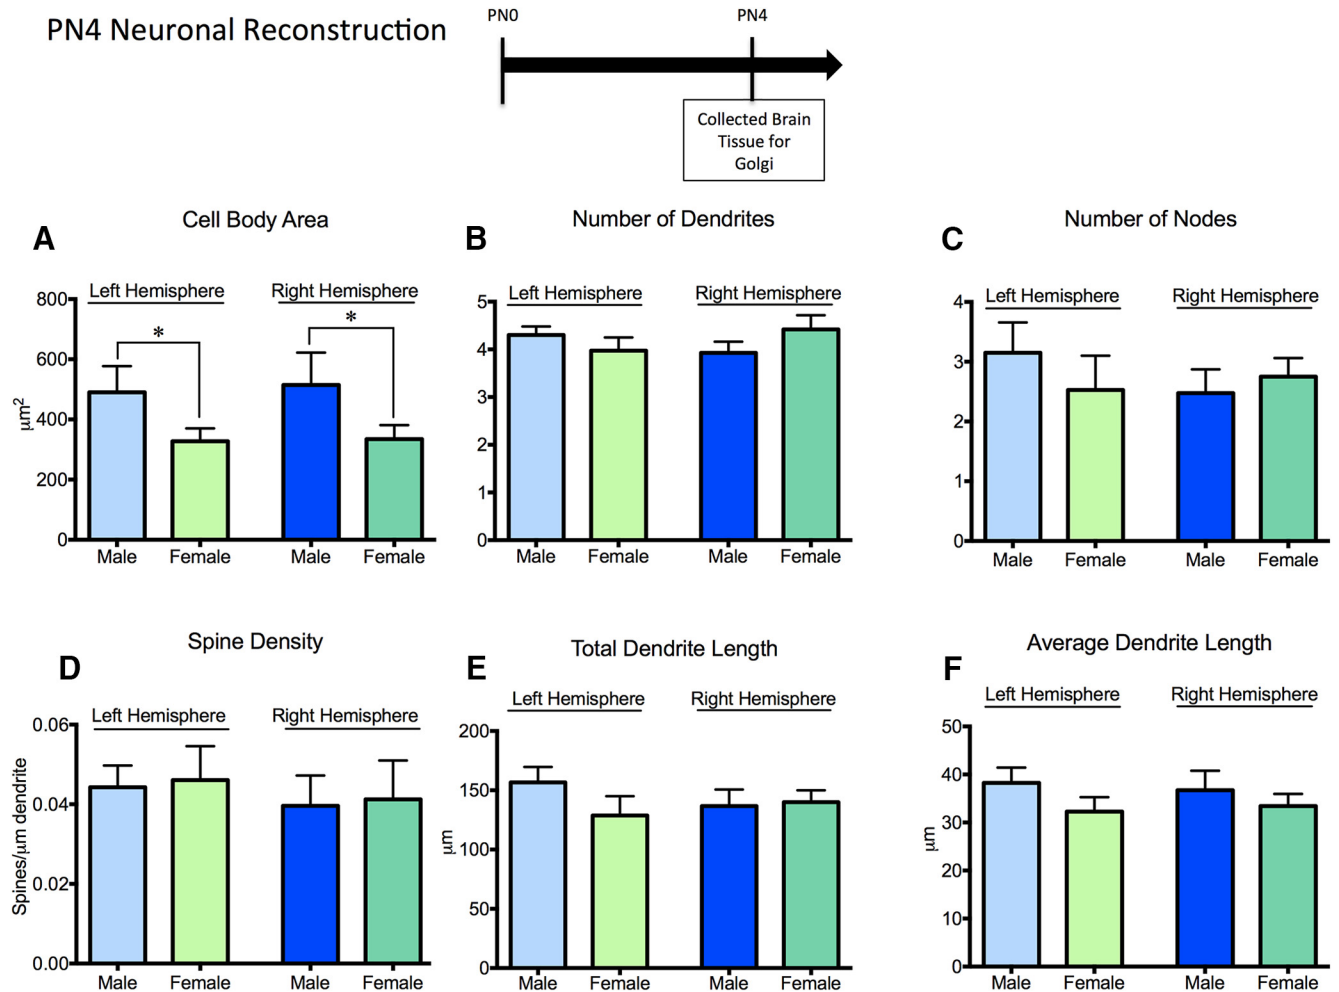 PN4 Neuronal Reconstruction
PN0
PN4
Collected Brain
Tissue for
Golgi
A
Cell Body Area
Left Hemisphere
Right Hemisphere
800
600
400
200
0
μm2
*
*
Male
Female
Male
Female
B
Number of Dendrites
Left Hemisphere
Right Hemisphere
5
4
3
2
1
0
Male
Female
Male
Female
C
Number of Nodes
Left Hemisphere
Right Hemisphere
4
3
2
1
0
Male
Female
Male
Female
D
Spine Density
Left Hemisphere
Right Hemisphere
0.06
0.04
0.02
0.00
Spines/μm dendrite
Male
Female
Male
Female
E
Total Dendrite Length
Left Hemisphere
Right Hemisphere
200
150
100
50
0
μm
Male
Female
Male
Female
F
Average Dendrite Length
Left Hemisphere
Right Hemisphere
50
40
30
20
10
0
μm
Male
Female
Male
Female